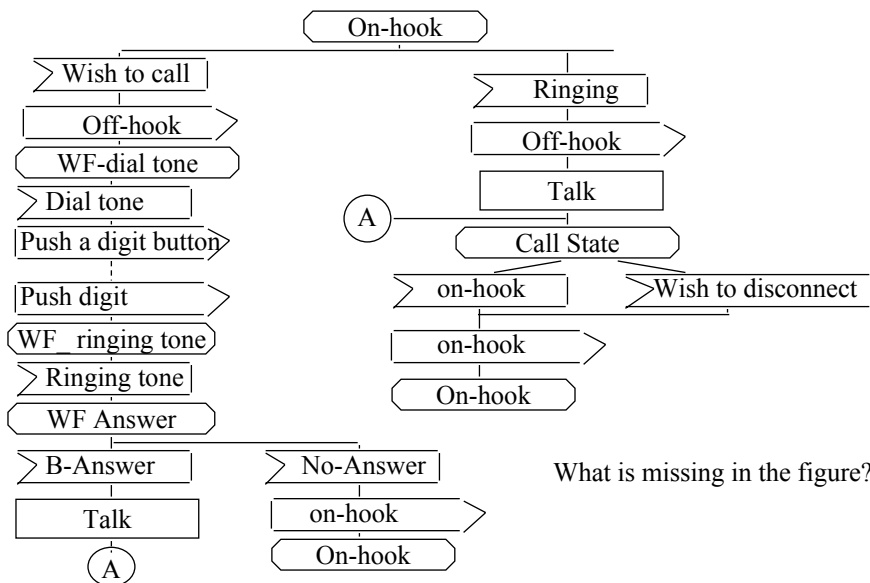 On-hook
Wish to call
Off-hook
WF-dial tone
Dial tone
Push a digit button
Push digit
WF_ ringing tone
Ringing tone
WF Answer
B-Answer
Talk
A
No-Answer
on-hook
On-hook
Ringing
Off-hook
Talk
A
Call State
on-hook
Wish to disconnect
on-hook
On-hook
What is missing in the figure?